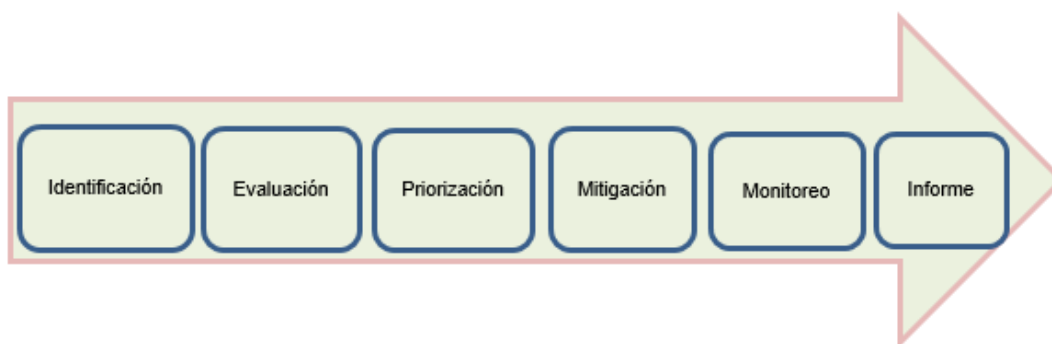 Identificación
Evaluación
Priorización
Mitigación
Monitoreo
Informe